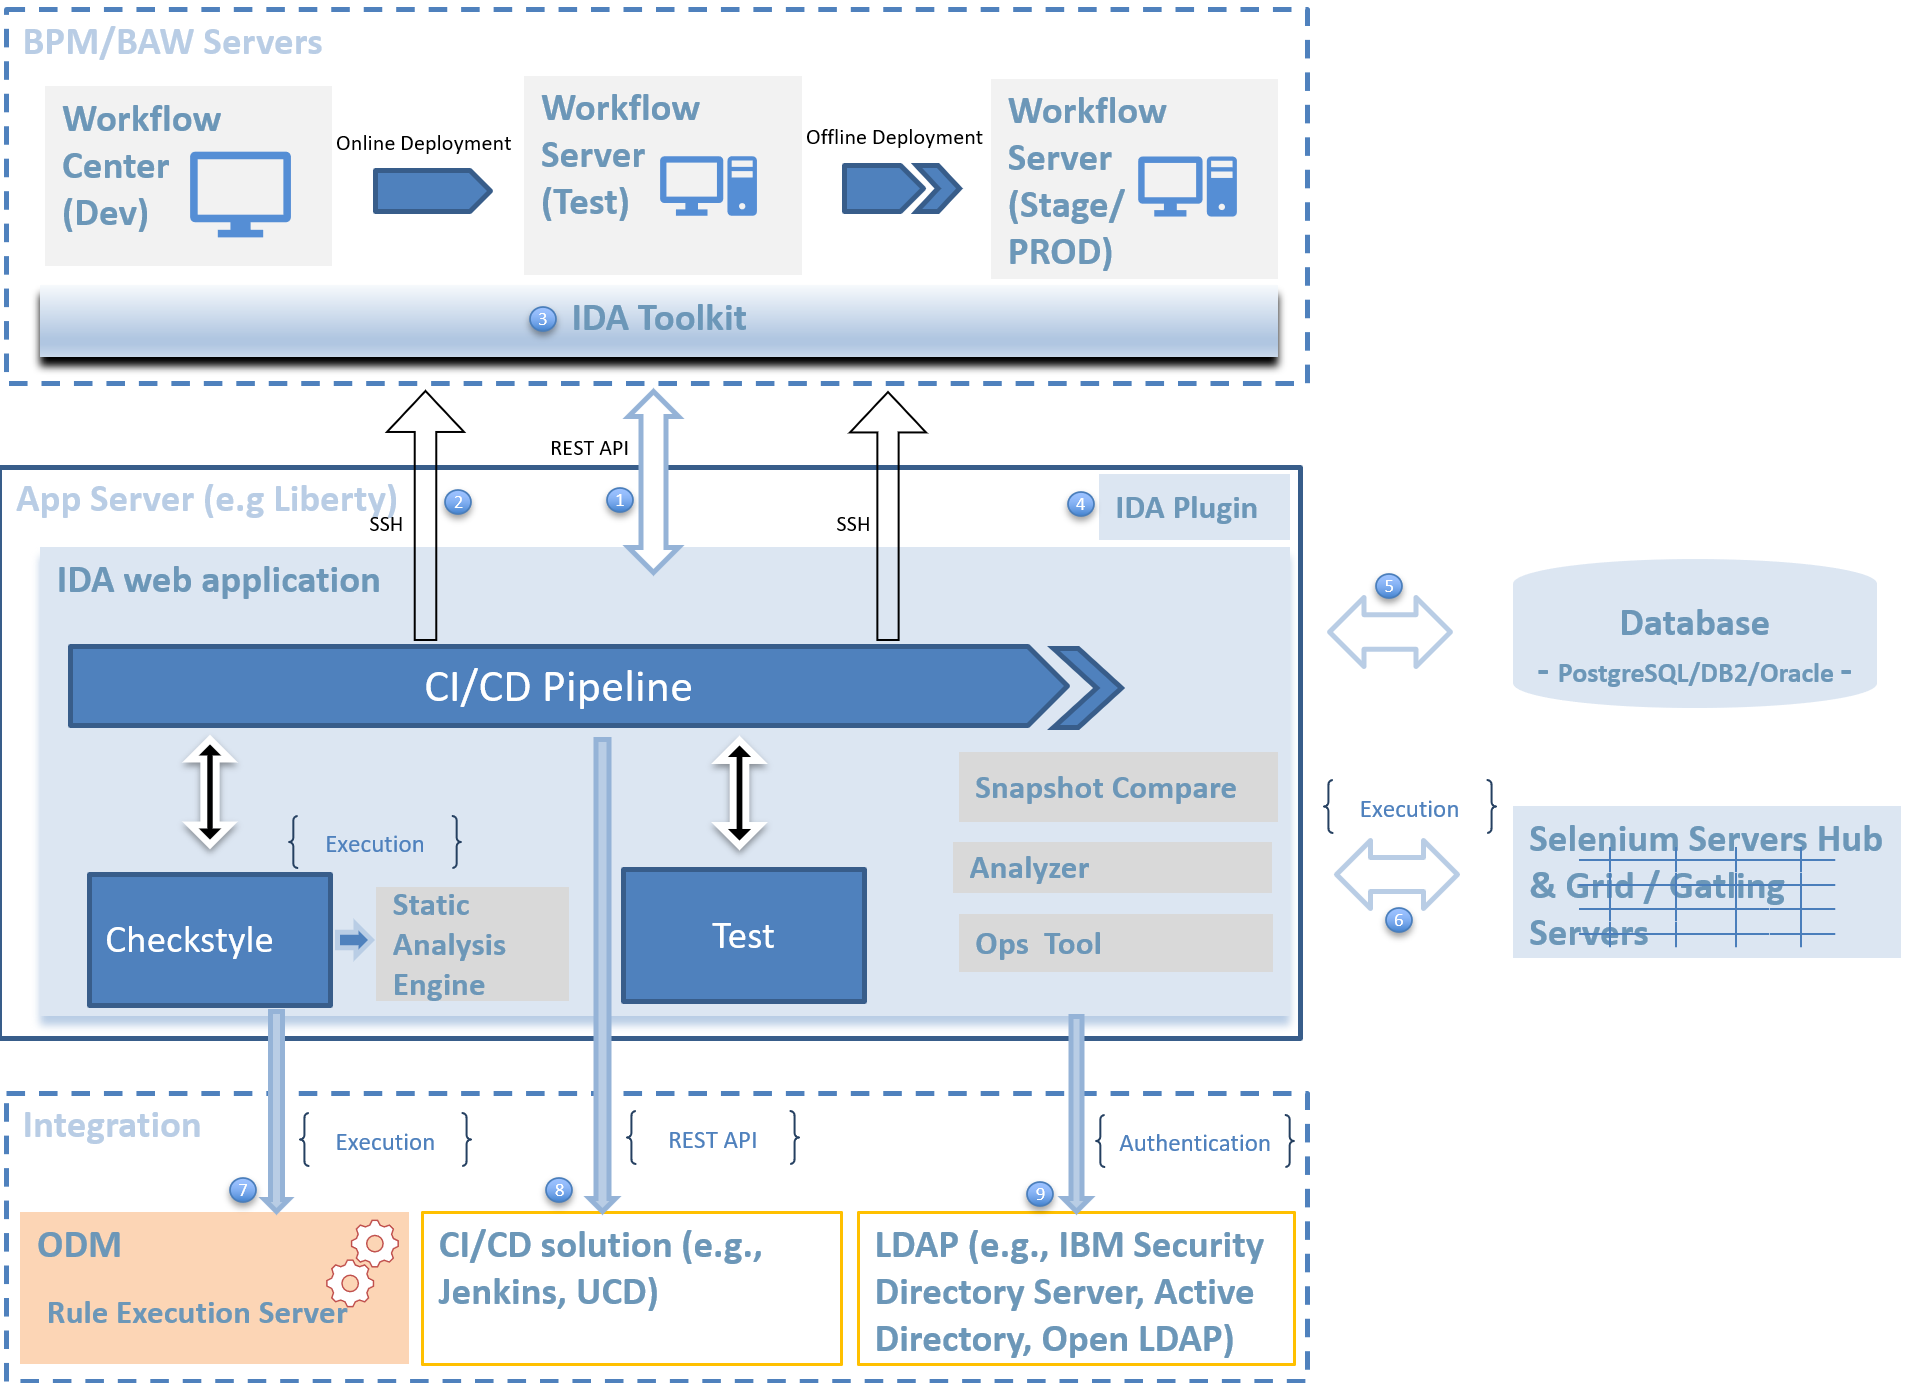 BPM/BAW Servers
Workflow
Center
(Dev)
Online Deployment
Workflow
Server
(Test)
Offline Deployment
Workflow
Server
(Stage/
PROD)
3 IDA Toolkit
REST API
App Server (e.g Liberty)
SSH
2
1
SSH
4
IDA Plugin
IDA web application
CI/CD Pipeline
5
Database
- PostgreSQL/DB2/Oracle -
Snapshot Compare
Analyzer
Ops Tool
Execution
Checkstyle
Static
Analysis
Engine
Test
Execution
6
Selenium Servers Hub
& Grid / Gatling
Servers
Integration
Execution
REST API
Authentication
7
8
9
ODM
Rule Execution Server
CI/CD solution (e.g.,
Jenkins, UCD)
LDAP (e.g., IBM Security
Directory Server, Active
Directory, Open LDAP)